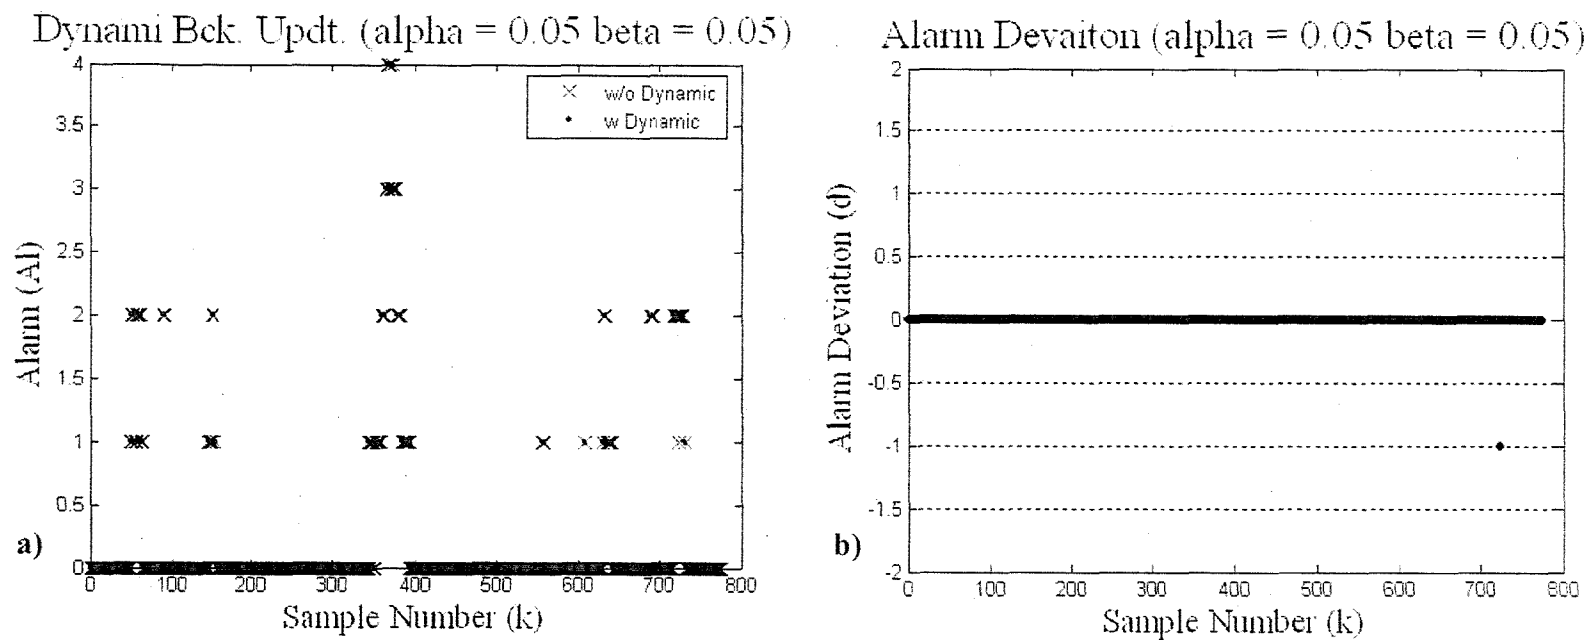 Dynami Bck. Updt. (alpha = 0.05 beta = 0.05)
4
3.5
3
2.5
2
1.5
1
0.5
0
Alarm (Al)
w/o Dynamic
w Dynamic
0 100 200 300 400 500 600 700 800
Sample Number (k)
a)
Alarm Devaiton (alpha = 0.05 beta = 0.05)
2
1.5
1
0.5
0
-0.5
-1
-1.5
-2
Alarm Deviation (d)
0 100 200 300 400 500 600 700 800
Sample Number (k)
b)